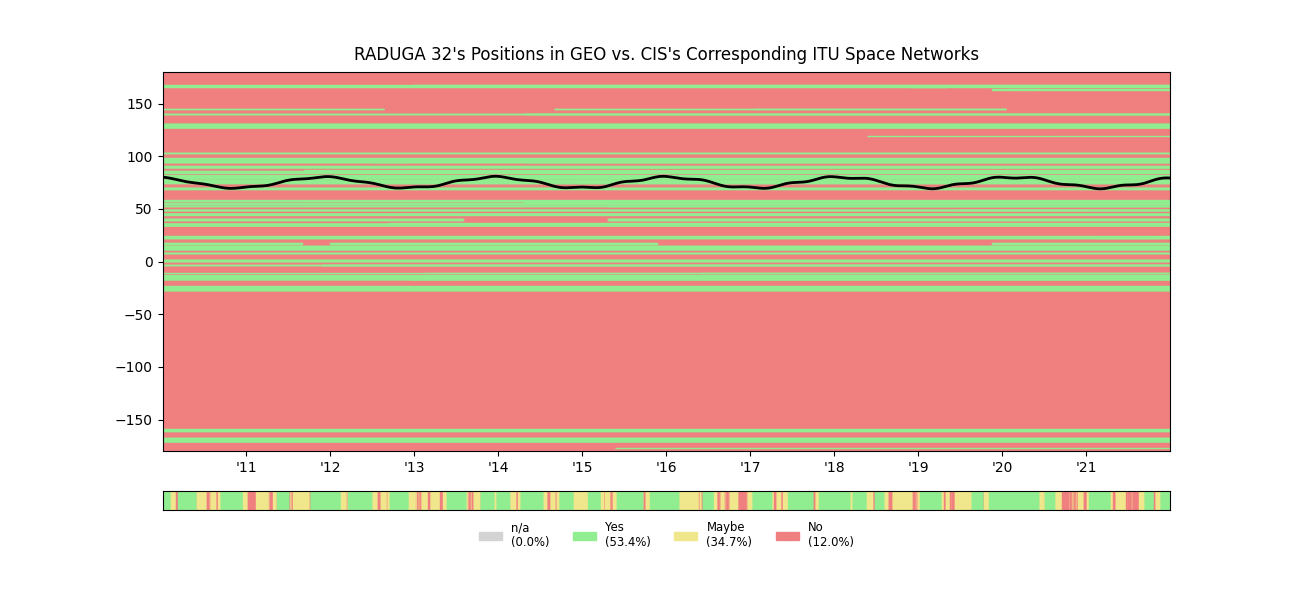 RADUGA 32's Positions in GEO vs. CIS's Corresponding ITU Space Networks
150
100
50
0
−50
−100
−150
'11 '12 '13 '14 '15 '16 '17 '18 '19 '20 '21
n/a Yes Maybe No
(0.0%) (53.4%) (34.7%) (12.0%)